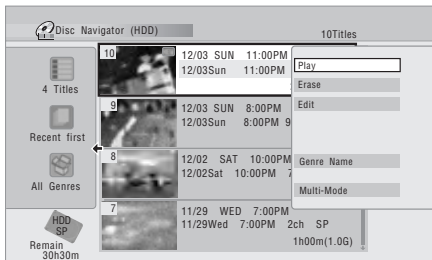 Disc Navigator (HDD)
10Titles
4 Titles
Recent first
All Genres
HDD
SP
Remain
30h30m
10
12/03 SUN 11:00PM
12/03Sun 11:00PM
9
12/03 SUN 8:00PM
12/03Sun 8:00PM 9
8
12/02 SAT 10:00PM
12/02Sat 10:00PM
7
11/29 WED 7:00PM
11/29Wed 7:00PM 2ch SP
1h00m(1.0G)
Play
Erase
Edit
Genre Name
Multi-Mode